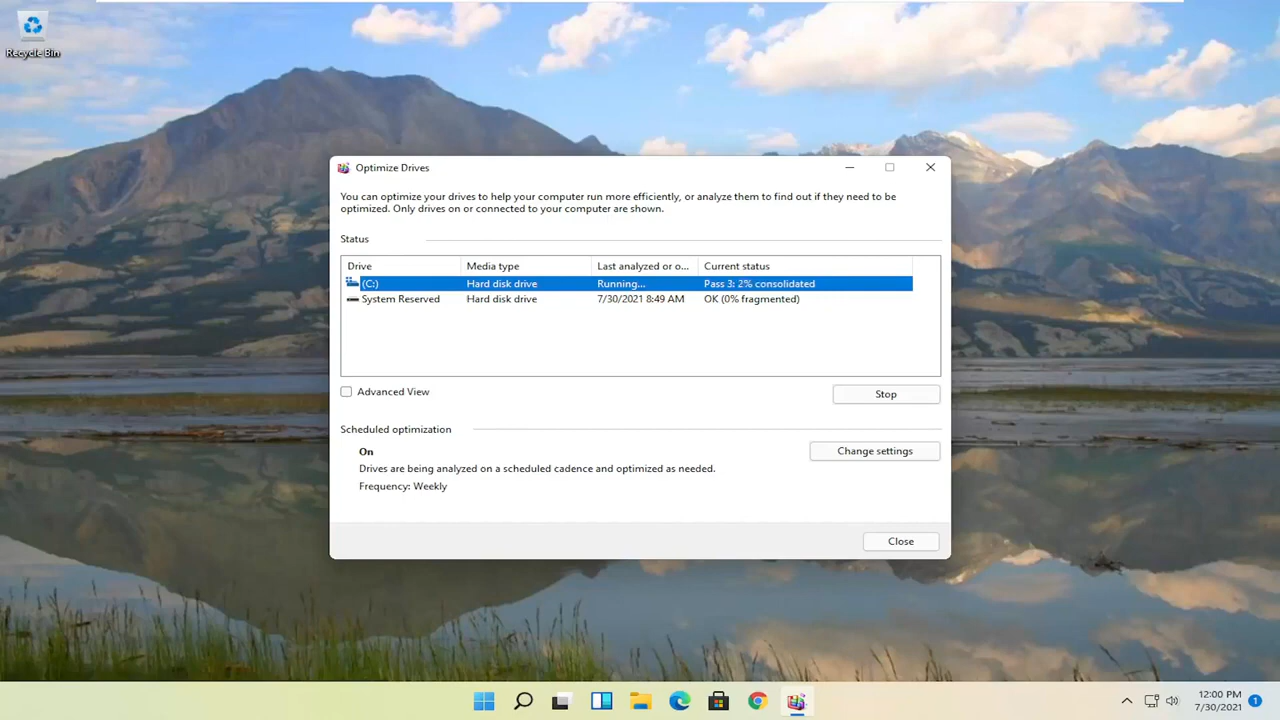 Recycle Bin
Optimize Drives
You can optimize your drives to help your computer run more efficiently, or analyze them to find out if they need to be
optimized. Only drives on or connected to your computer are shown.
Status
Drive Media type Last analyzed or o... Current status
(C:) Hard disk drive Running... Pass 3: 2% consolidated
System Reserved Hard disk drive 7/30/2021 8:49 AM OK (0% fragmented)
Advanced View
Stop
Scheduled optimization
On
Change settings
Drives are being analyzed on a scheduled cadence and optimized as needed.
Frequency: Weekly
Close
12:00 PM
7/30/2021
1